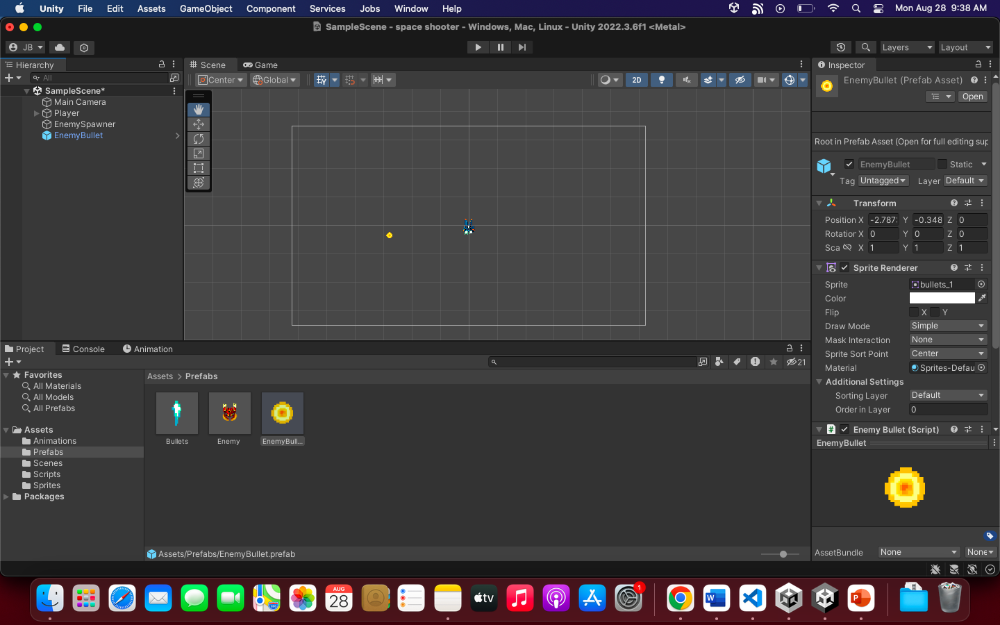 Unity File Edit Assets GameObject Component Services Jobs Window Help Mon Aug 28 9:38 AM
SampleScene - space shooter - Windows, Mac, Linux - Unity 2022.3.6f1 <Metal>
JB Layers Layout
Hierarchy
All
SampleScene*
Main Camera
Player
EnemySpawner
EnemyBullet
Scene Game
Center Global 2D
Inspector
EnemyBullet (Prefab Asset)
Open
Root in Prefab Asset (Open for full editing sup
EnemyBullet Static
Tag Untagged Layer Default
Transform
Position X -2.787 Y -0.348 Z 0
Rotation X 0 Y 0 Z 0
Sca X 1 Y 1 Z 1
Sprite Renderer
Sprite bullets_1
Color
Flip X Y
Draw Mode Simple
Mask Interaction None
Sprite Sort Point Center
Material Sprites-Defau
Additional Settings
Sorting Layer Default
Order in Layer 0
Enemy Bullet (Script)
EnemyBullet
AssetBundle None None
Project Console Animation
21
Favorites
All Materials
All Models
All Prefabs
Assets
Animations
Prefabs
Scenes
Scripts
Sprites
Packages
Assets > Prefabs
Bullets Enemy EnemyBull...
Assets/Prefabs/EnemyBullet.prefab
AUG
28
tv
1
W
P